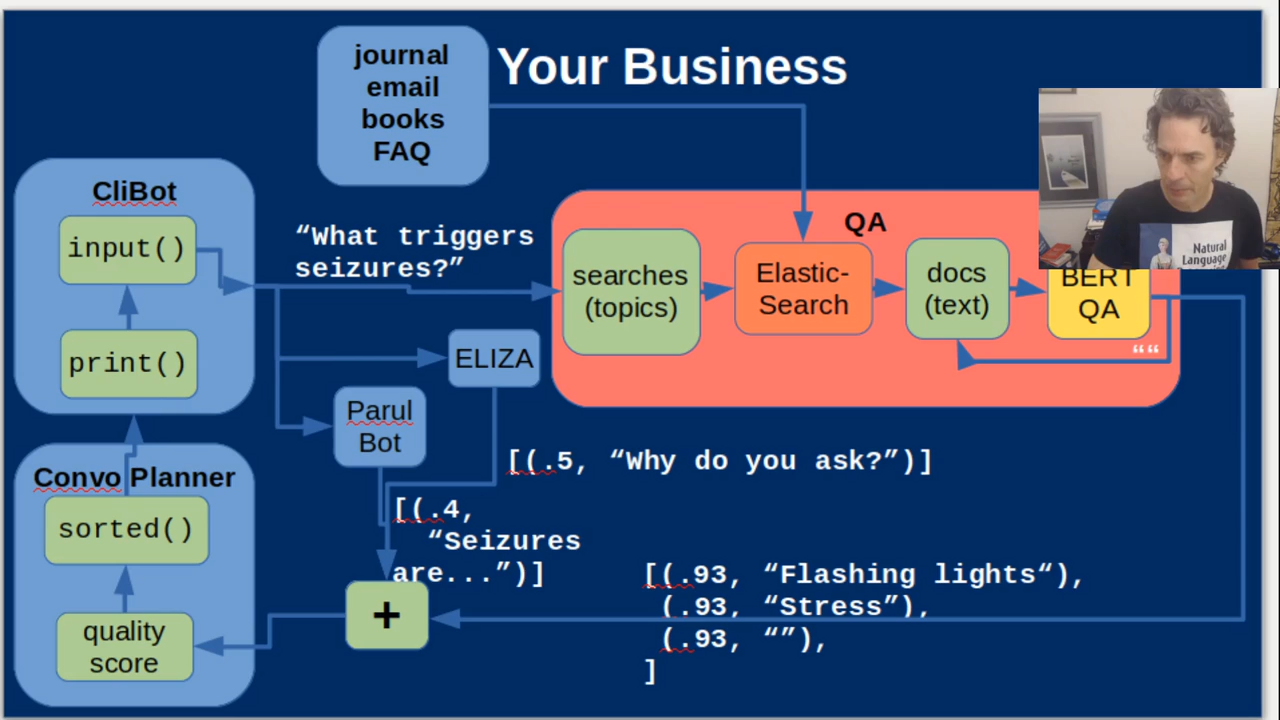 journal
email
books
FAQ
Your Business
CliBot
input()
print()
“What triggers
seizures?”
QA
searches
(topics)
Elastic-
Search
docs
(text)
BERT
QA
““
ELIZA
Parul
Bot
[(.5, “Why do you ask?”)]
[(.4,
“Seizures
are...”)]
Convo Planner
sorted()
quality
score
+
[(.93, “Flashing lights“),
(.93, “Stress”),
(.93, “”),
]
Natural
Language